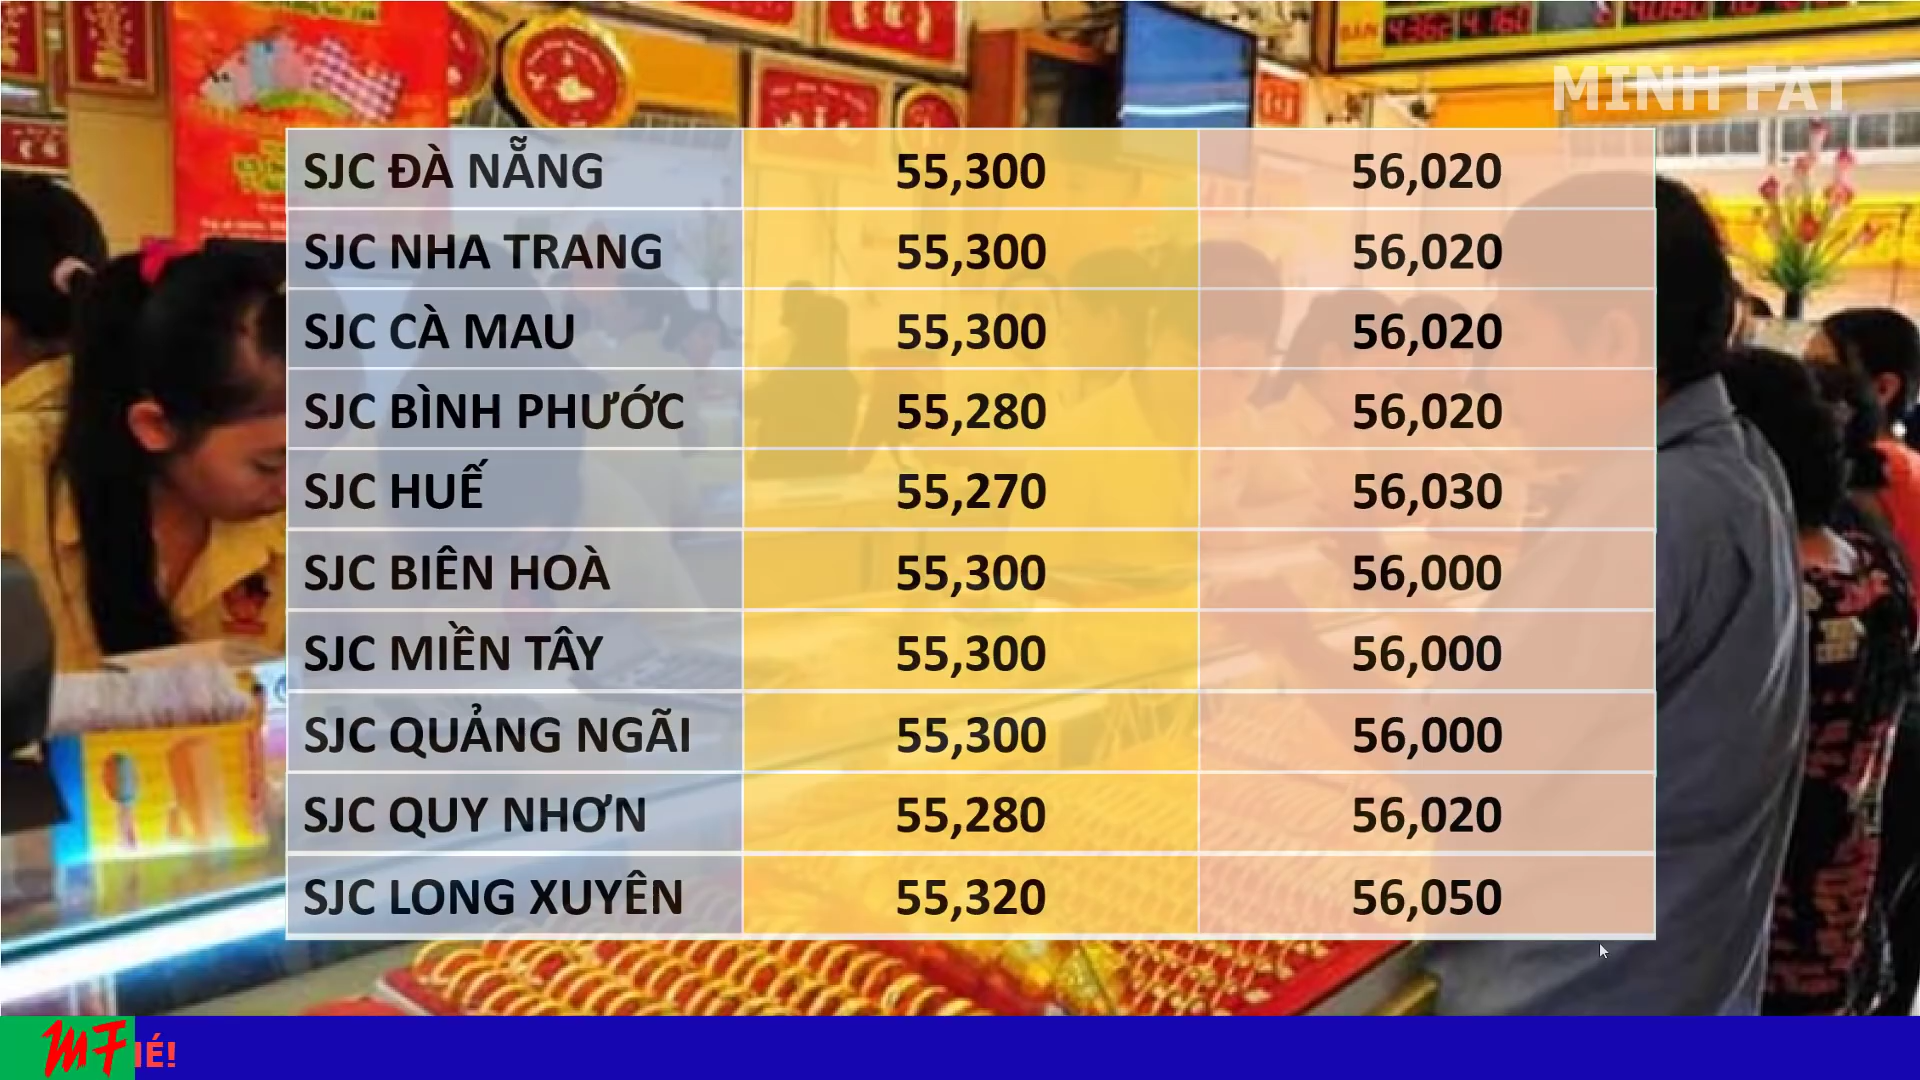 MINH FAT
SJC ĐÀ NẴNG 55,300 56,020
SJC NHA TRANG 55,300 56,020
SJC CÀ MAU 55,300 56,020
SJC BÌNH PHƯỚC 55,280 56,020
SJC HUẾ 55,270 56,030
SJC BIÊN HOÀ 55,300 56,000
SJC MIỀN TÂY 55,300 56,000
SJC QUẢNG NGÃI 55,300 56,000
SJC QUY NHƠN 55,280 56,020
SJC LONG XUYÊN 55,320 56,050
MF